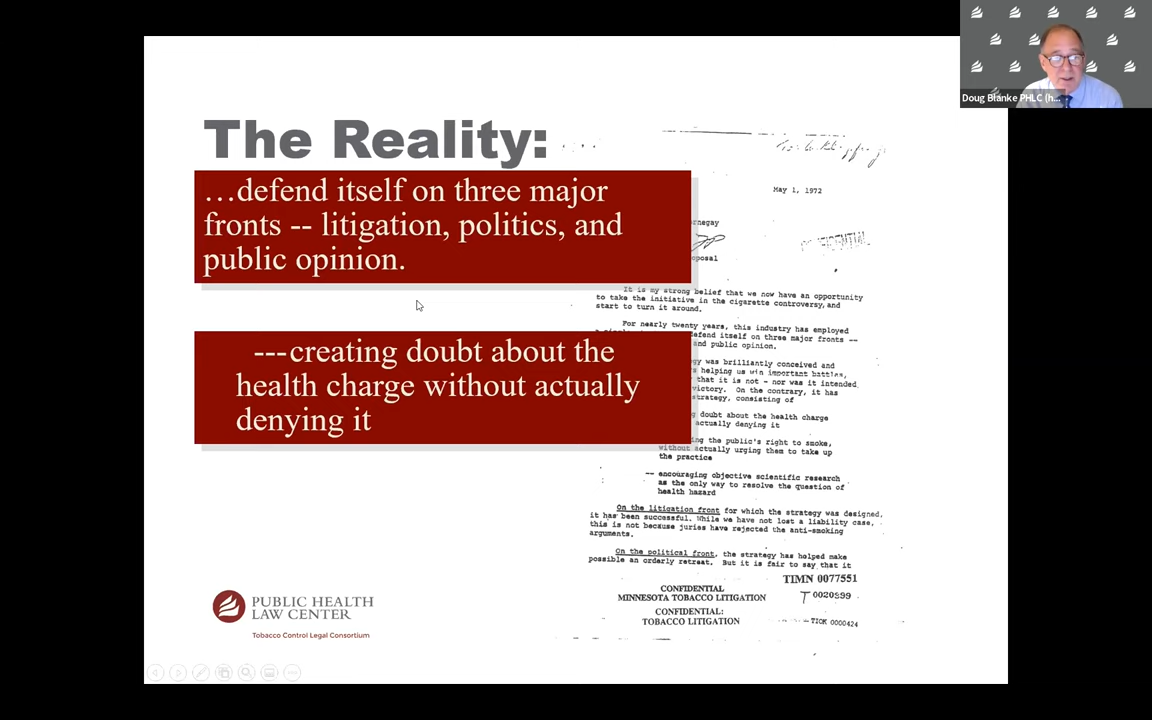 Doug Blanke PHLC (h...
The Reality:
…defend itself on three major
fronts -- litigation, politics, and
public opinion.
---creating doubt about the
health charge without actually
denying it
May 1, 1972
It is my strong belief that we now have an opportunity
to take the initiative in the cigarette controversy, and
start to turn it around.
For nearly twenty years, this industry has employed
defend itself on three major fronts --
and public opinion.
was brilliantly conceived and
helping us win important battles,
that it is not - nor was it intended
victory. On the contrary, it has
strategy, consisting of
doubt about the health charge
actually denying it
the public's right to smoke,
without actually urging them to take up
the practice
-- encouraging objective scientific research
as the only way to resolve the question of
health hazard
On the litigation front for which the strategy was designed,
it has been successful. While we have not lost a liability case,
this is not because juries have rejected the anti-smoking
arguments.
On the political front, the strategy has helped make
possible an orderly retreat. But it is fair to say that it
TIMN 0077551
CONFIDENTIAL
MINNESOTA TOBACCO LITIGATION
T 0020899
CONFIDENTIAL:
TOBACCO LITIGATION
TICK 0000424
PUBLIC HEALTH
LAW CENTER
Tobacco Control Legal Consortium